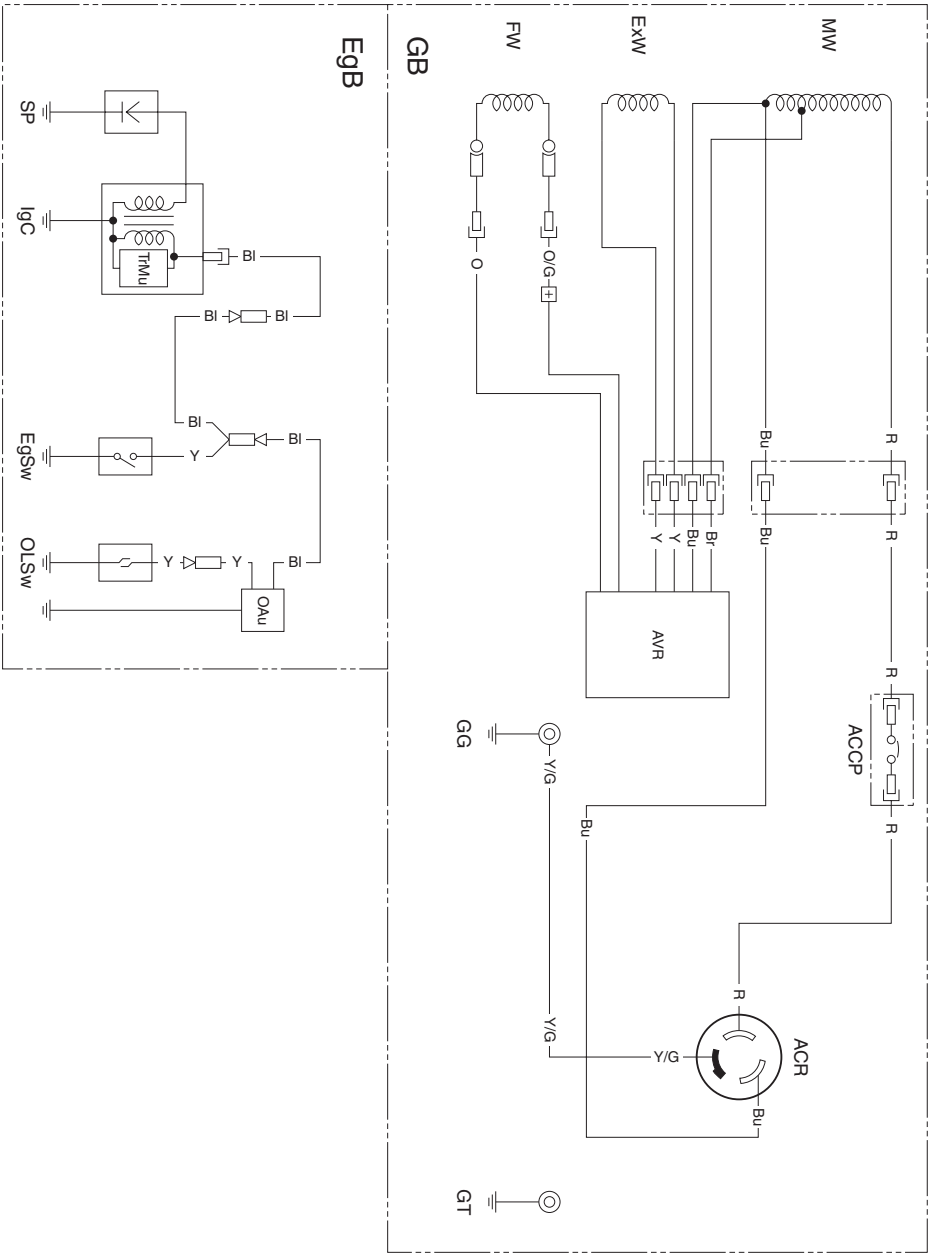 GB
MW
ExW
FW
R
Bu
R
Bu
Br
Bu
Y
Y
O/G
+
O
AVR
R
ACCP
R
GG
Y/G
Bu
R
ACR
Y/G
Y/G
Bu
GT
EgB
SP
IgC
TrMu
Bl
Bl
Bl
Bl
Y
Bl
EgSw
Y
Y
Bl
OLSw
OAu